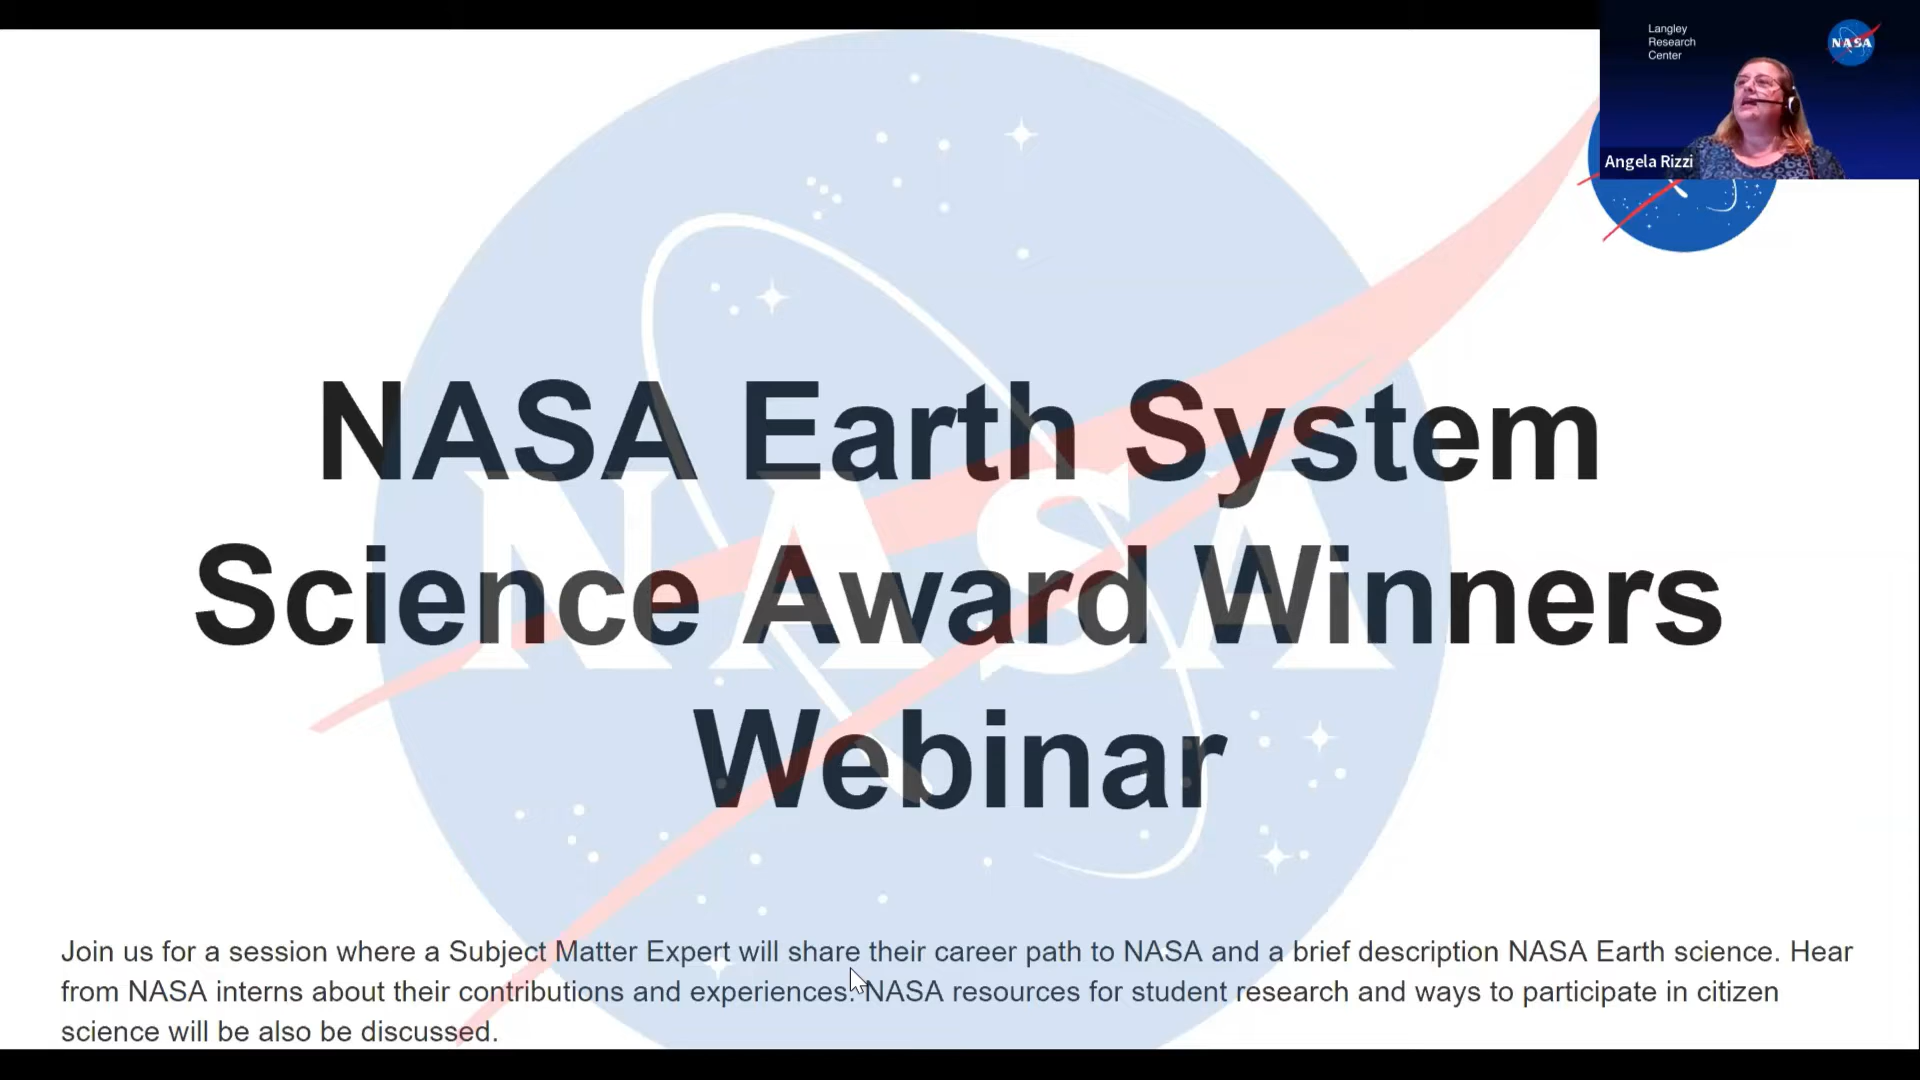 Langley
Research
Center
NASA
Angela Rizzi
NASA Earth System
Science Award Winners
Webinar
NASA
Join us for a session where a Subject Matter Expert will share their career path to NASA and a brief description NASA Earth science. Hear
from NASA interns about their contributions and experiences. NASA resources for student research and ways to participate in citizen
science will be also be discussed.